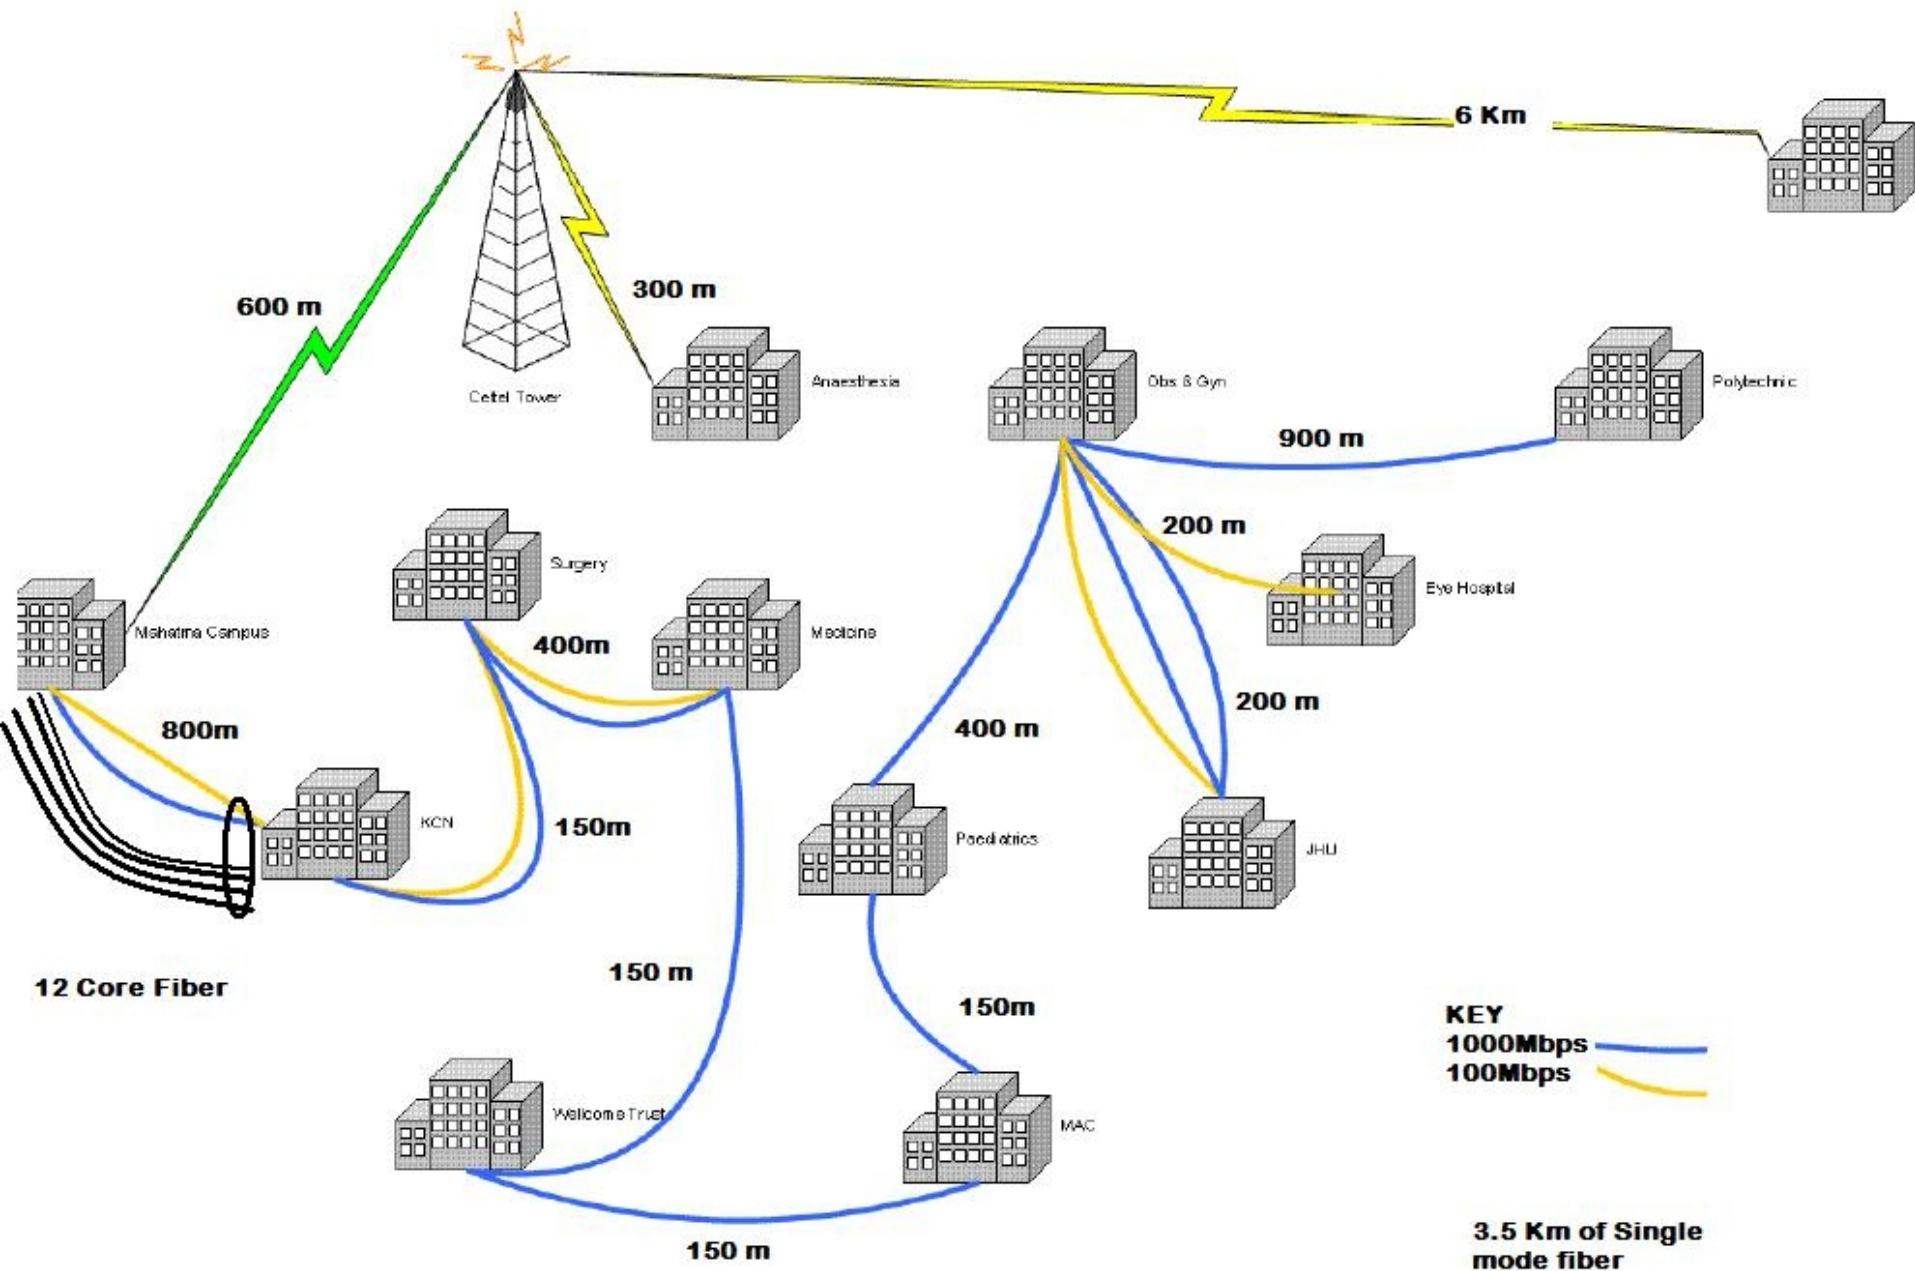 6 Km
600 m
300 m
Celtel Tower
Anaesthesia
Obs & Gyn
Polytechnic
900 m
200 m
Surgery
Eye Hospital
Mahatma Campus
400m
Medicine
800m
200 m
400 m
KCN
150m
Paediatrics
JHU
150 m
12 Core Fiber
150m
KEY
1000Mbps
100Mbps
Wellcome Trust
MAC
150 m
3.5 Km of Single
mode fiber